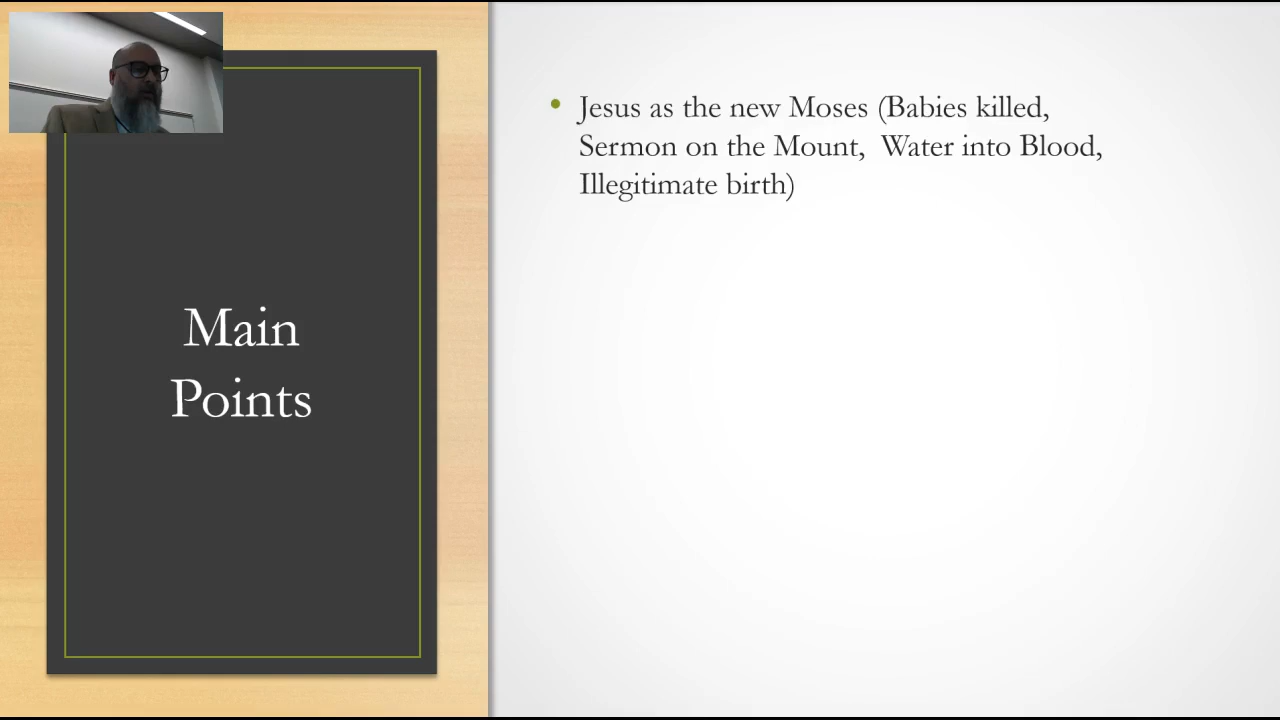 Main
Points
• Jesus as the new Moses (Babies killed,
Sermon on the Mount,  Water into Blood,
Illegitimate birth)